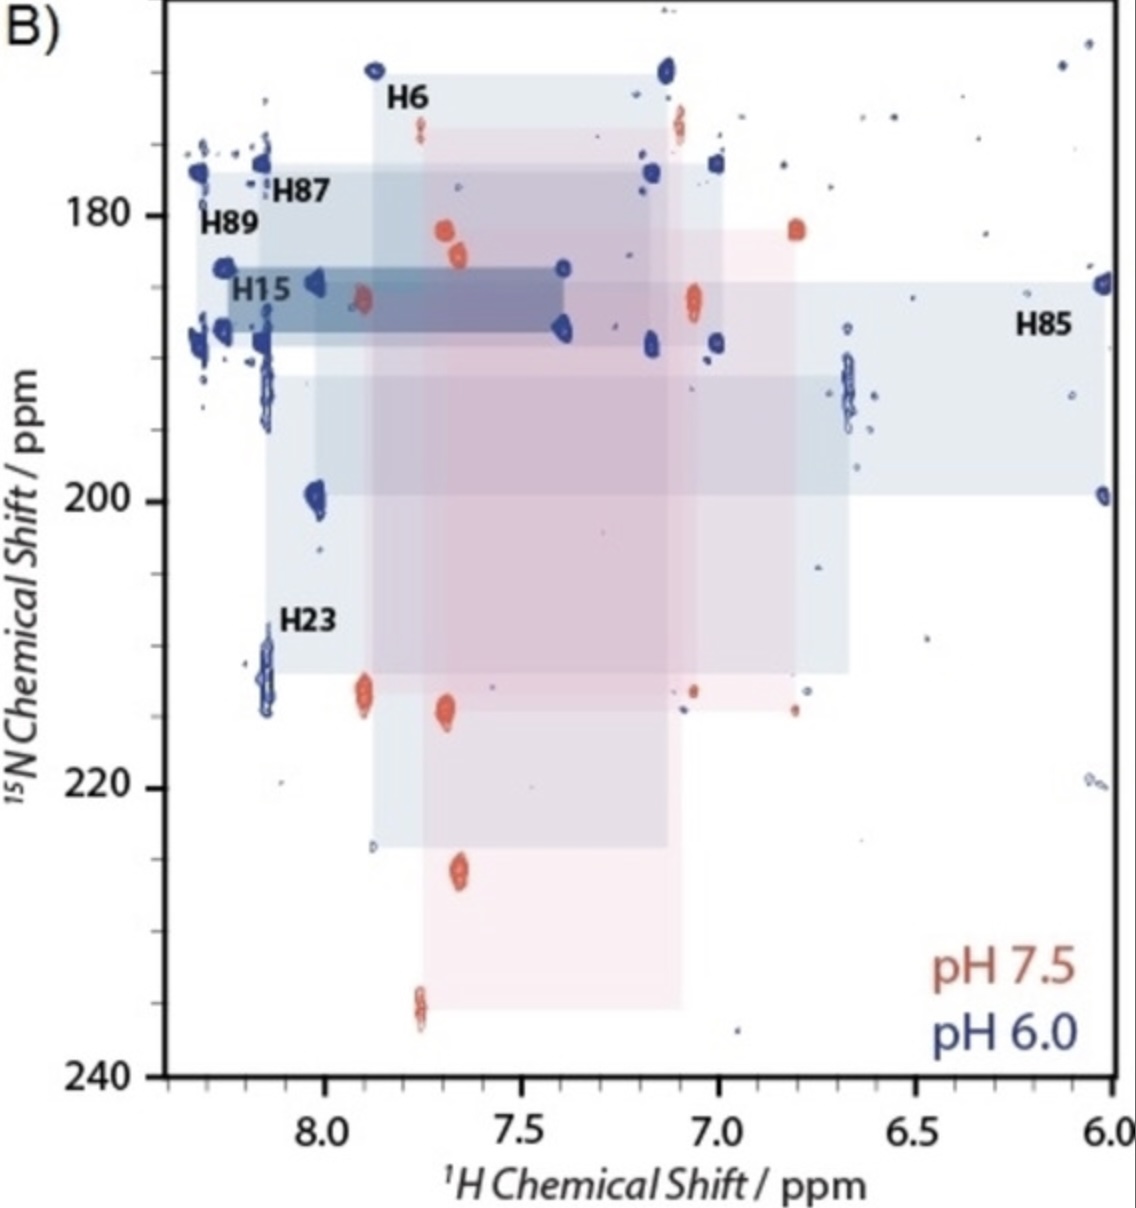 B)
H6
H87
180
H89
H15
H85
200
H23
220
pH 7.5
pH 6.0
240
8.0 7.5 7.0 6.5 6.0
¹H Chemical Shift / ppm
¹⁵N Chemical Shift / ppm